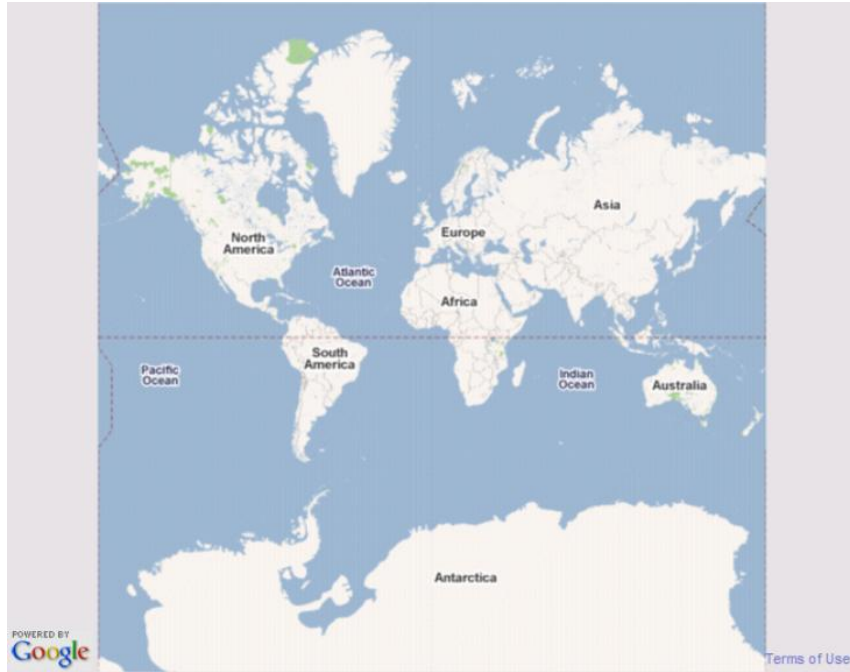 Asia
Europe
North
America
Atlantic
Ocean
Africa
South
America
Pacific
Ocean
Indian
Ocean
Australia
Antarctica
POWERED BY
Google
Terms of Use